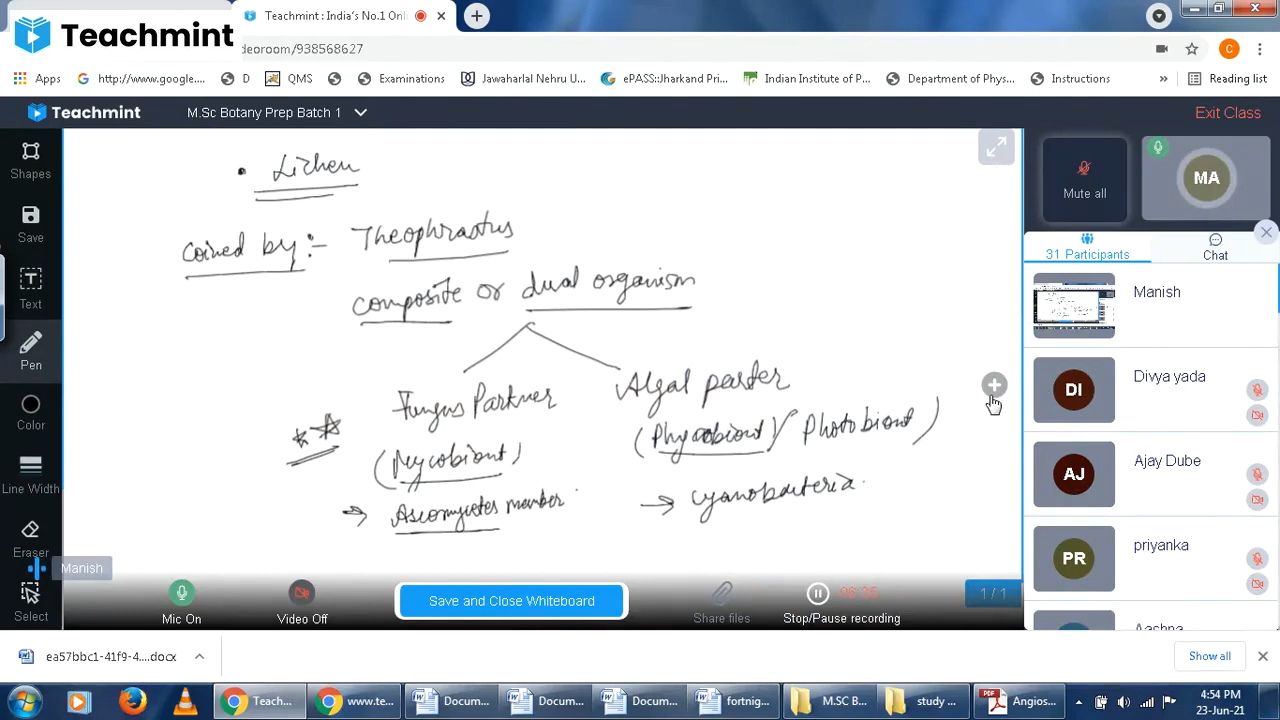 Teachmint : India's No.1 Onl
Teachmint
deoroom/938568627
C
Apps
http://www.google....
D
QMS
Examinations
Jawaharlal Nehru U...
ePASS::Jharkand Pri...
Indian Institute of P...
Department of Phys...
Instructions
»
Reading list
Teachmint
M.Sc Botany Prep Batch 1
Exit Class
Shapes
Save
Text
Pen
Color
Line Width
Eraser
Select
Manish
• Lichen
coined by:- Theophrastus
composite or dual organism
Fungus Partner
Algal parter
(Mycobiont)
(Phycobiont)/ Photobiont)
→ Ascomycetes member
→ cyanobacteria
Mute all
MA
31 Participants
Chat
Manish
DI
Divya yada
AJ
Ajay Dube
PR
priyanka
Aashna
Mic On
Video Off
Save and Close Whiteboard
Share files
06:35
Stop/Pause recording
1 / 1
ea57bbc1-41f9-4....docx
Show all
Teach...
www.te...
Docum...
Docum...
Docum...
fortnig...
M.SC B...
study ...
Angios...
4:54 PM
23-Jun-21